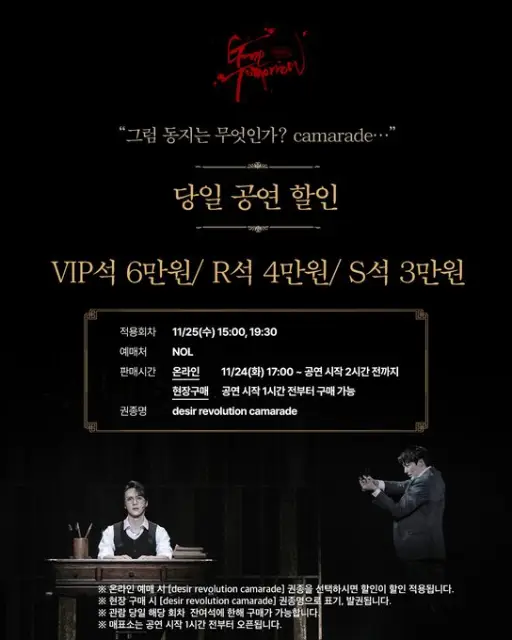 "그럼 동지는 무엇인가? camarade…"
당일 공연 할인
VIP석 6만원/ R석 4만원/ S석 3만원
적용회차 11/25(수) 15:00, 19:30
예매처 NOL
판매시간 온라인 11/24(화) 17:00 ~ 공연 시작 2시간 전까지
현장구매 공연 시작 1시간 전부터 구매 가능
권종명 desir revolution camarade
※ 온라인 예매 시 [desir revolution camarade] 권종을 선택하시면 할인이 할인 적용됩니다.
※ 현장 구매 시 [desir revolution camarade] 권종명으로 표기, 발권됩니다.
※ 관람 당일 해당 회차 잔여석에 한해 구매가 가능합니다.
※ 매표소는 공연 시작 1시간 전부터 오픈됩니다.